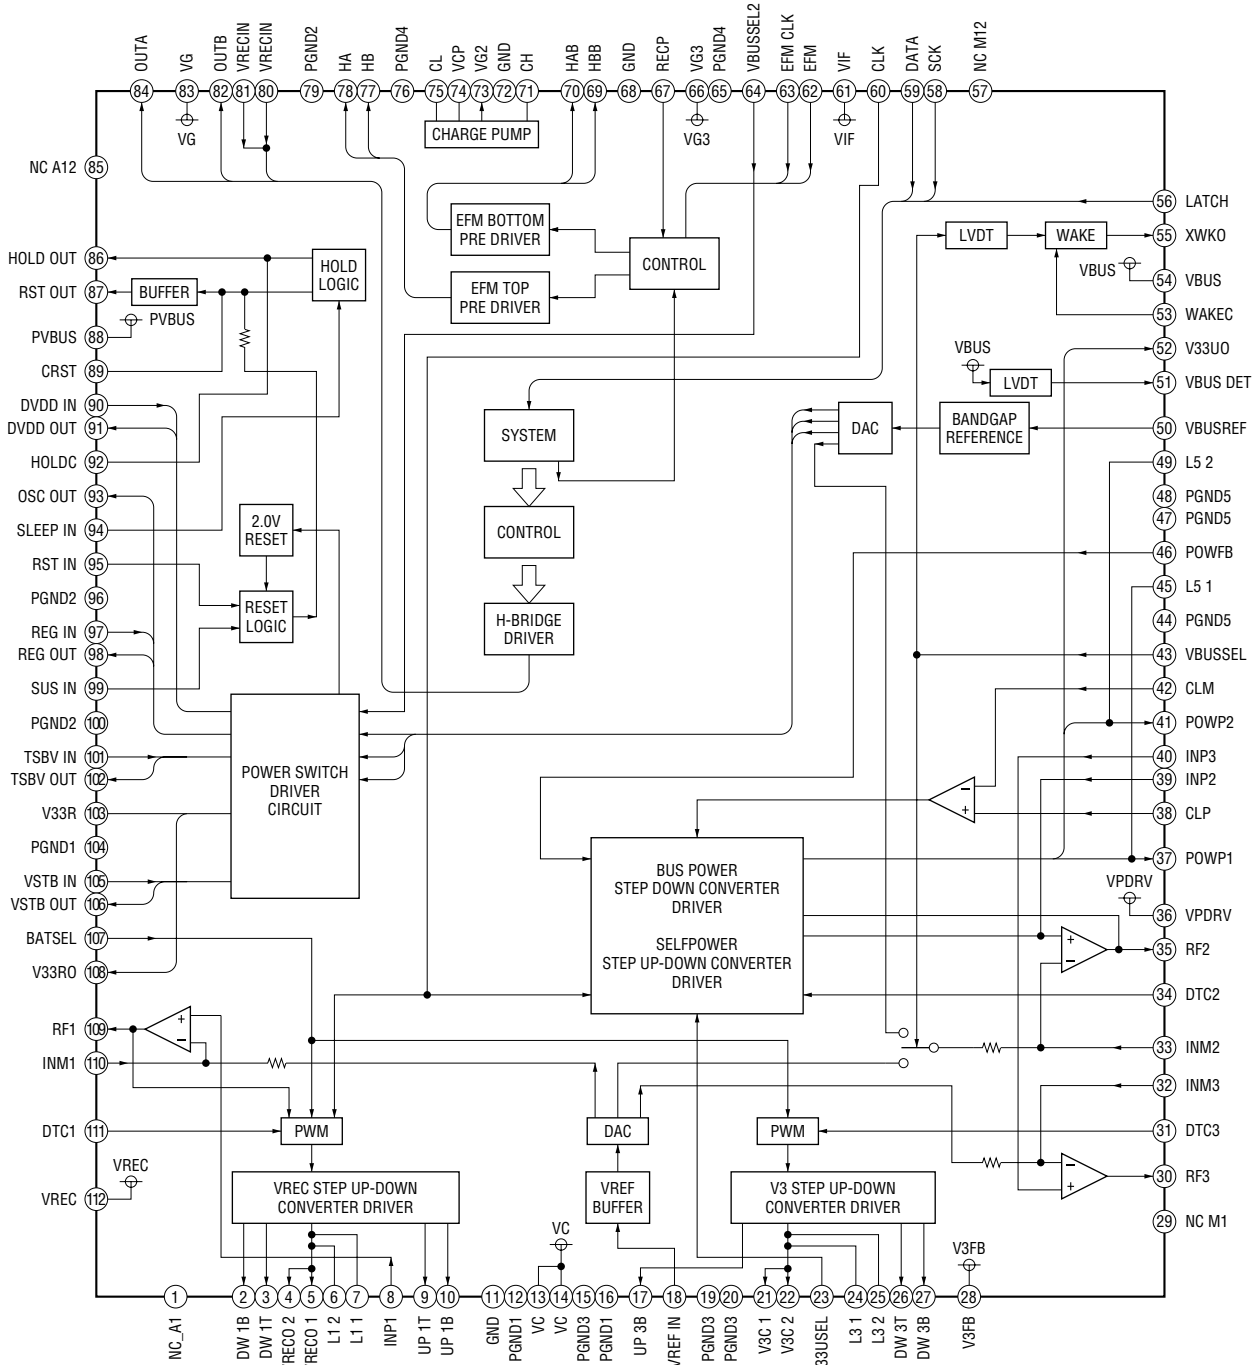 OUTA
VG
OUTB
VRECIN
VRECIN
PGND2
HA
HB
PGND4
CL
VCP
VG2
GND
CH
HAB
HBB
GND
RECP
VG3
PGND4
VBUSSEL2
EFM CLK
EFM
VIF
CLK
DATA
SCK
NC M12
84 83 82 81 80 79 78 77 76 75 74 73 72 71 70 69 68 67 66 65 64 63 62 61 60 59 58 57
VG
CHARGE PUMP
VG3
VIF
NC A12 85
HOLD OUT 86
RST OUT 87
PVBUS 88
CRST 89
DVDD IN 90
DVDD OUT 91
HOLDC 92
OSC OUT 93
SLEEP IN 94
RST IN 95
PGND2 96
REG IN 97
REG OUT 98
SUS IN 99
PGND2 100
TSBV IN 101
TSBV OUT 102
V33R 103
PGND1 104
VSTB IN 105
VSTB OUT 106
BATSEL 107
V33RO 108
RF1 109
INM1 110
DTC1 111
VREC 112
BUFFER
PVBUS
HOLD
LOGIC
EFM BOTTOM
PRE DRIVER
EFM TOP
PRE DRIVER
CONTROL
LVDT
WAKE
VBUS
VBUS
LVDT
SYSTEM
DAC
BANDGAP
REFERENCE
2.0V
RESET
CONTROL
RESET
LOGIC
H-BRIDGE
DRIVER
POWER SWITCH
DRIVER
CIRCUIT
–
+
BUS POWER
STEP DOWN CONVERTER
DRIVER
SELFPOWER
STEP UP-DOWN CONVERTER
DRIVER
VPDRV
+
–
+
–
PWM
DAC
PWM
VREC
VREC STEP UP-DOWN
CONVERTER DRIVER
VREF
BUFFER
V3 STEP UP-DOWN
CONVERTER DRIVER
–
+
VC
V3FB
56 LATCH
55 XWKO
54 VBUS
53 WAKEC
52 V33UO
51 VBUS DET
50 VBUSREF
49 L5 2
48 PGND5
47 PGND5
46 POWFB
45 L5 1
44 PGND5
43 VBUSSEL
42 CLM
41 POWP2
40 INP3
39 INP2
38 CLP
37 POWP1
36 VPDRV
35 RF2
34 DTC2
33 INM2
32 INM3
31 DTC3
30 RF3
29 NC M1
1 2 3 4 5 6 7 8 9 10 11 12 13 14 15 16 17 18 19 20 21 22 23 24 25 26 27 28
NC_A1
DW 1B
DW 1T
RECO 2
RECO 1
L1 2
L1 1
INP1
UP 1T
UP 1B
GND
PGND1
VC
VC
PGND3
PGND1
UP 3B
VREF IN
PGND3
PGND3
V3C 1
V3C 2
33USEL
L3 1
L3 2
DW 3T
DW 3B
V3FB